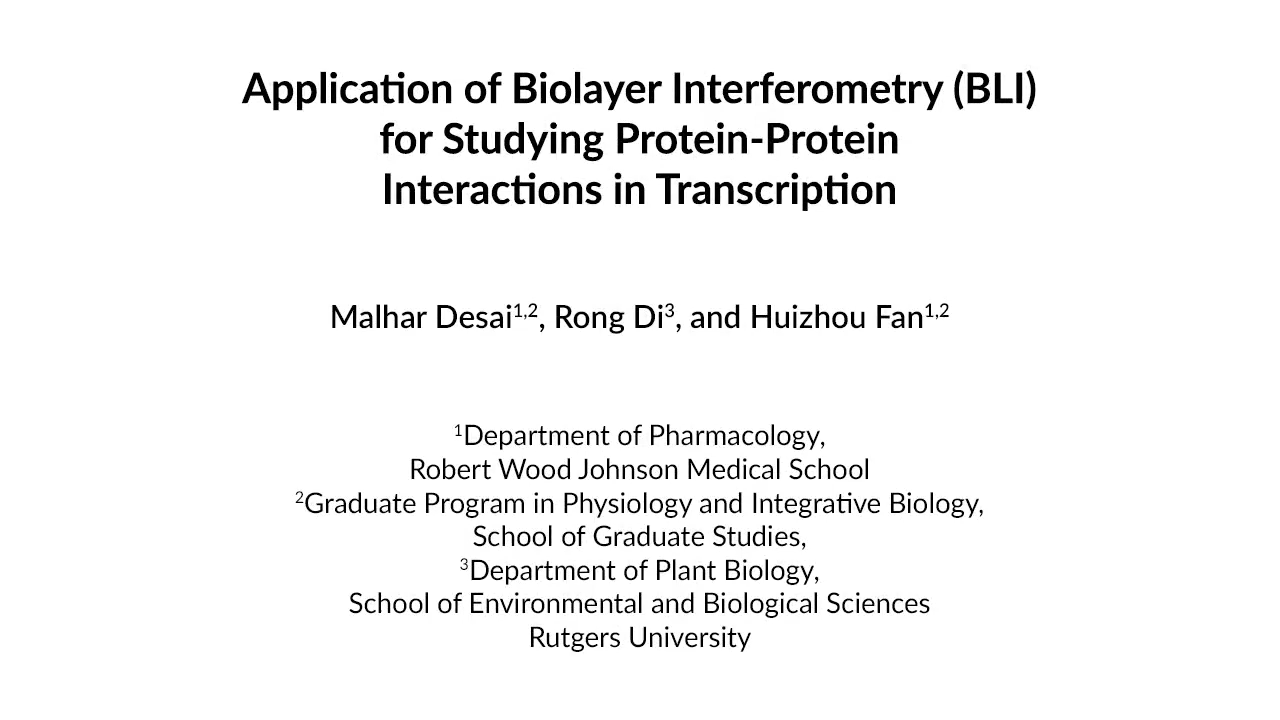 Application of Biolayer Interferometry (BLI)
for Studying Protein-Protein
Interactions in Transcription
Malhar Desai1,2, Rong Di3, and Huizhou Fan1,2
1Department of Pharmacology,
Robert Wood Johnson Medical School
2Graduate Program in Physiology and Integrative Biology,
School of Graduate Studies,
3Department of Plant Biology,
School of Environmental and Biological Sciences
Rutgers University